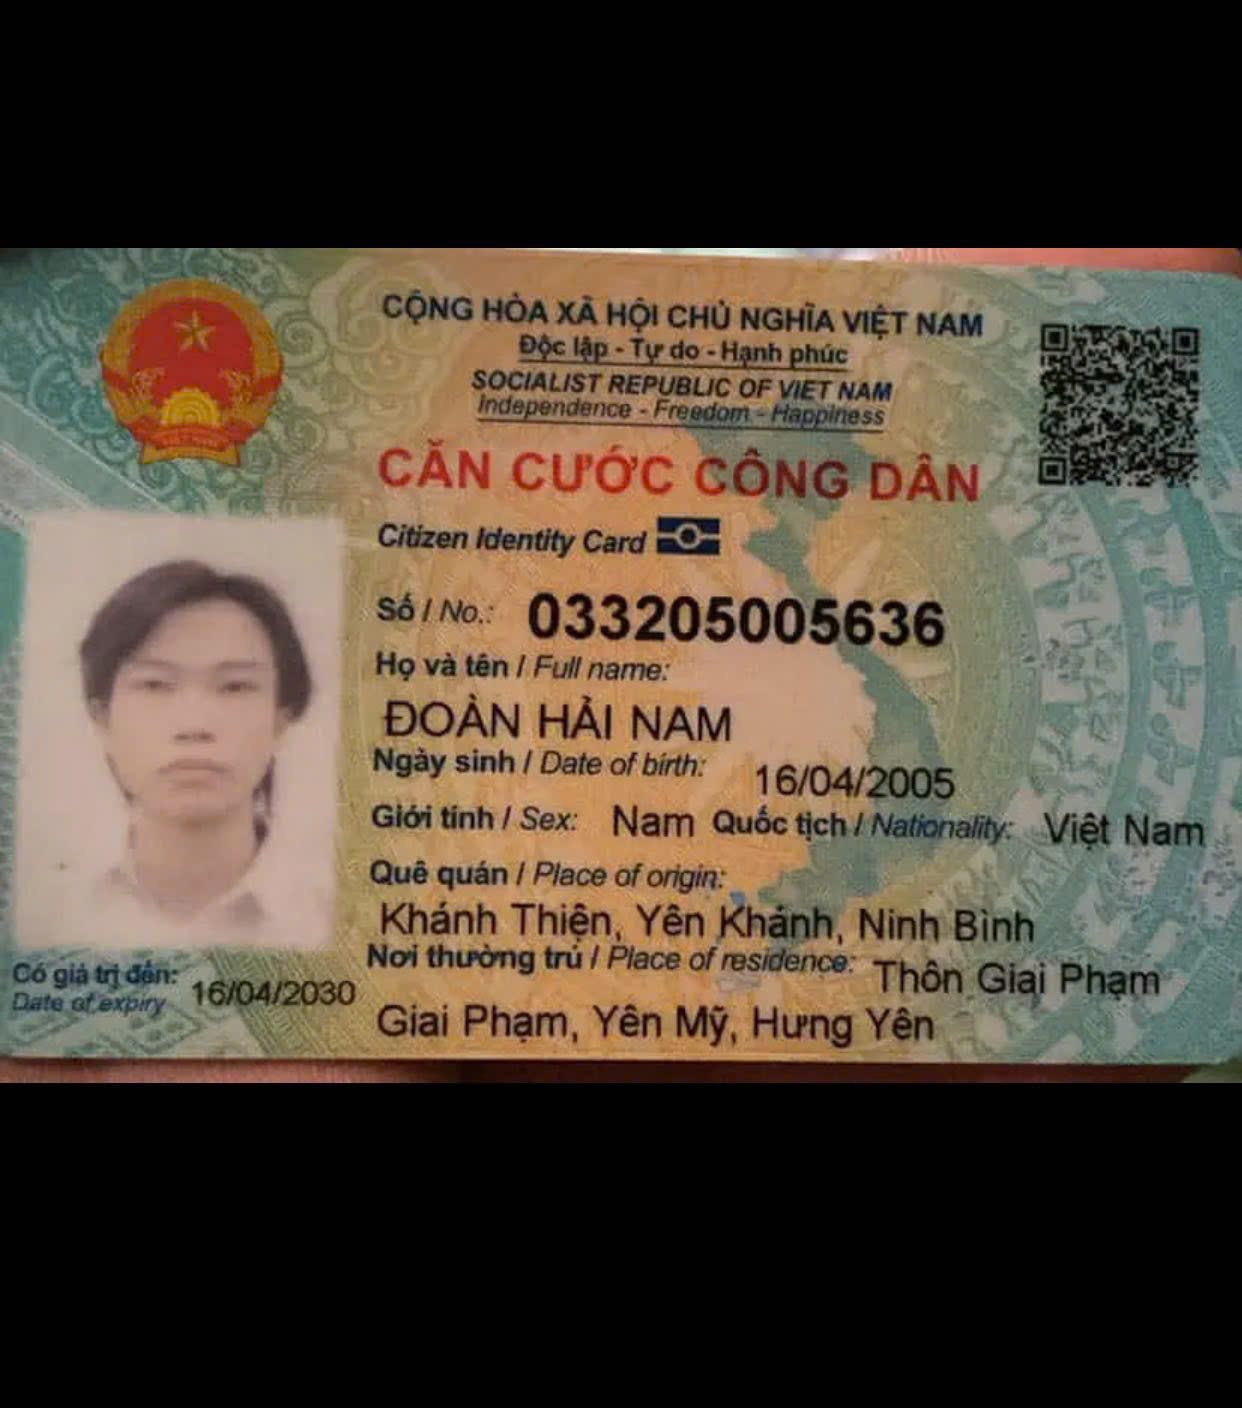 CỘNG HÒA XÃ HỘI CHỦ NGHĨA VIỆT NAM
Độc lập - Tự do - Hạnh phúc
SOCIALIST REPUBLIC OF VIET NAM
Independence - Freedom - Happiness
CĂN CƯỚC CÔNG DÂN
Citizen Identity Card
Số / No.: 033205005636
Họ và tên / Full name:
ĐOÀN HẢI NAM
Ngày sinh / Date of birth: 16/04/2005
Giới tính / Sex: Nam Quốc tịch / Nationality: Việt Nam
Quê quán / Place of origin:
Khánh Thiện, Yên Khánh, Ninh Bình
Nơi thường trú / Place of residence: Thôn Giai Phạm
Giai Phạm, Yên Mỹ, Hưng Yên
Có giá trị đến: 16/04/2030
Date of expiry